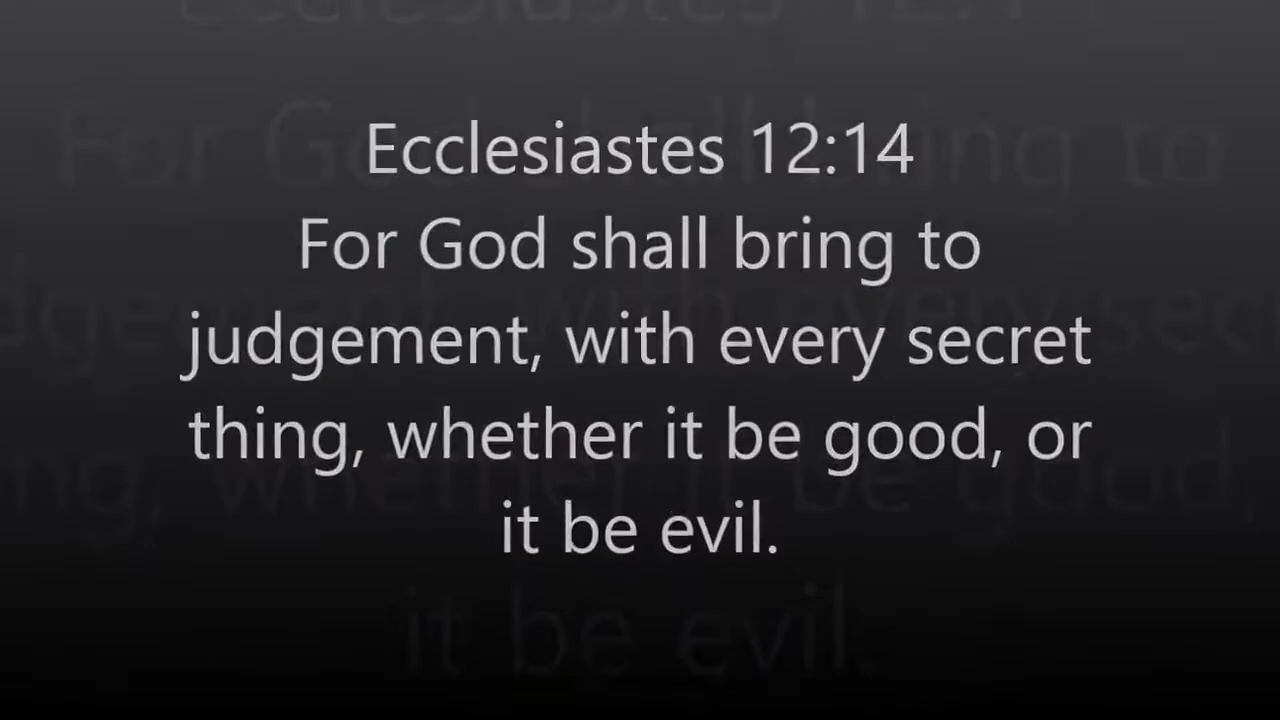 Ecclesiastes 12:14
For God shall bring to
judgement, with every secret
thing, whether it be good, or
it be evil.